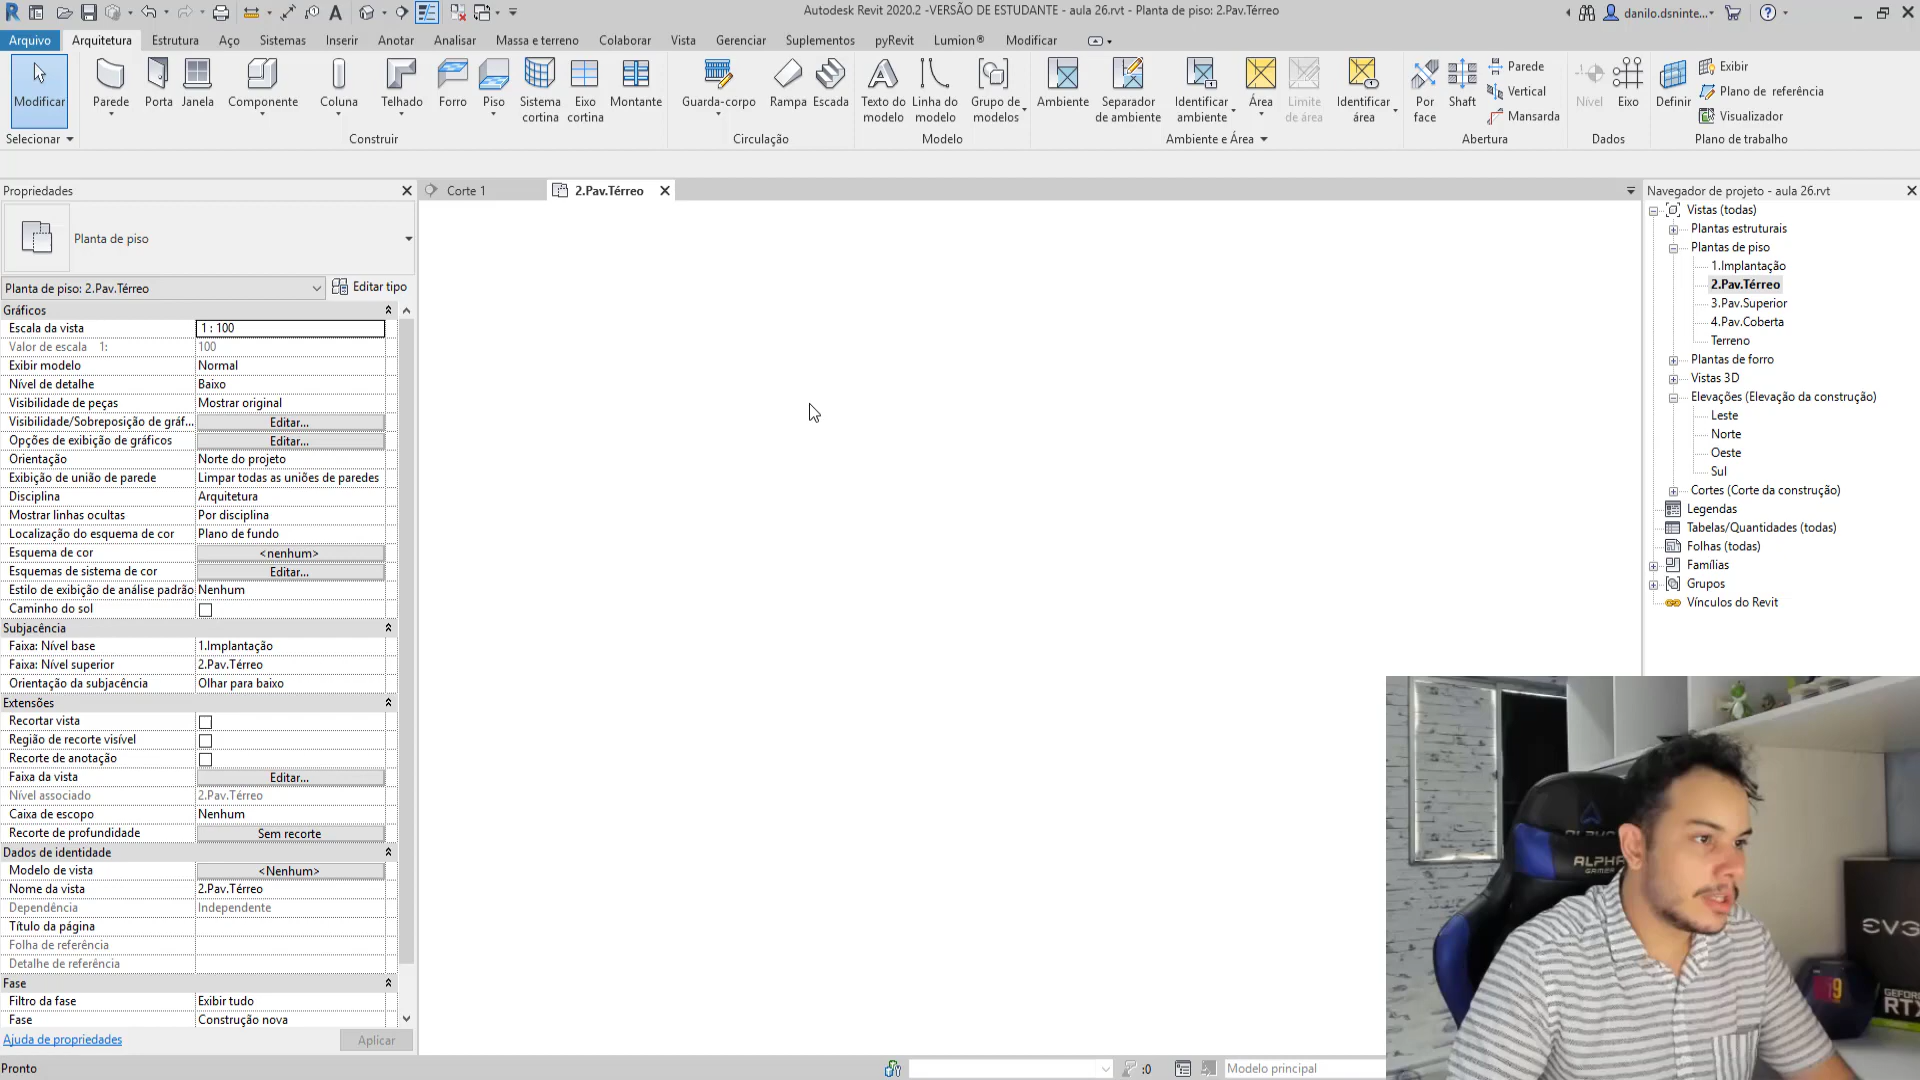 Autodesk Revit 2020.2 -VERSÃO DE ESTUDANTE - aula 26.rvt - Planta de piso: 2.Pav.Térreo
danilo.dsninte...
Arquivo Arquitetura Estrutura Aço Sistemas Inserir Anotar Analisar Massa e terreno Colaborar Vista Gerenciar Suplementos pyRevit Lumion® Modificar
Modificar Parede Porta Janela Componente Coluna Telhado Forro Piso Sistema cortina Eixo cortina Montante Guarda-corpo Rampa Escada Texto do modelo Linha do modelo Grupo de modelos Ambiente Separador de ambiente Identificar ambiente Área Limite de área Identificar área Por face Shaft Parede Vertical Mansarda Nível Eixo Definir Exibir Plano de referência Visualizador
Selecionar Construir Circulação Modelo Ambiente e Área Abertura Dados Plano de trabalho
Propriedades
Corte 1 2.Pav.Térreo
Navegador de projeto - aula 26.rvt
Planta de piso
Planta de piso: 2.Pav.Térreo Editar tipo
Gráficos
Escala da vista 1 : 100
Valor de escala 1: 100
Exibir modelo Normal
Nível de detalhe Baixo
Visibilidade de peças Mostrar original
Visibilidade/Sobreposição de gráf... Editar...
Opções de exibição de gráficos Editar...
Orientação Norte do projeto
Exibição de união de parede Limpar todas as uniões de paredes
Disciplina Arquitetura
Mostrar linhas ocultas Por disciplina
Localização do esquema de cor Plano de fundo
Esquema de cor <nenhum>
Esquemas de sistema de cor Editar...
Estilo de exibição de análise padrão Nenhum
Caminho do sol
Subjacência
Faixa: Nível base 1.Implantação
Faixa: Nível superior 2.Pav.Térreo
Orientação da subjacência Olhar para baixo
Extensões
Recortar vista
Região de recorte visível
Recorte de anotação
Faixa da vista Editar...
Nível associado 2.Pav.Térreo
Caixa de escopo Nenhum
Recorte de profundidade Sem recorte
Dados de identidade
Modelo de vista <Nenhum>
Nome da vista 2.Pav.Térreo
Dependência Independente
Título da página
Folha de referência
Detalhe de referência
Fase
Filtro da fase Exibir tudo
Fase Construção nova
Ajuda de propriedades Aplicar
Pronto
:0 Modelo principal
Vistas (todas)
Plantas estruturais
Plantas de piso
1.Implantação
2.Pav.Térreo
3.Pav.Superior
4.Pav.Coberta
Terreno
Plantas de forro
Vistas 3D
Elevações (Elevação da construção)
Leste
Norte
Oeste
Sul
Cortes (Corte da construção)
Legendas
Tabelas/Quantidades (todas)
Folhas (todas)
Famílias
Grupos
Vínculos do Revit
ALPHA
GAMER
EVG
i9
GEFORC
RTX